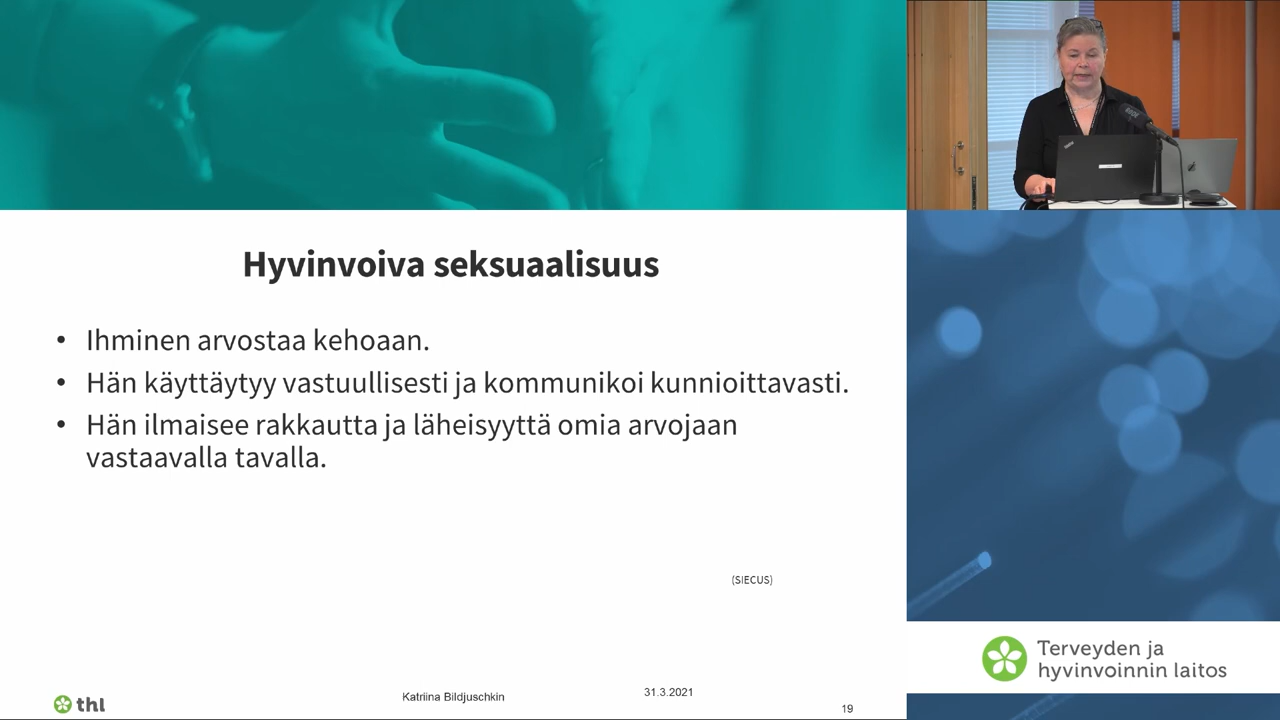 Hyvinvoiva seksuaalisuus
• Ihminen arvostaa kehoaan.
• Hän käyttäytyy vastuullisesti ja kommunikoi kunnioittavasti.
• Hän ilmaisee rakkautta ja läheisyyttä omia arvojaan
vastaavalla tavalla.
(SIECUS)
thl
Katriina Bildjuschkin
31.3.2021
19
Terveyden ja
hyvinvoinnin laitos